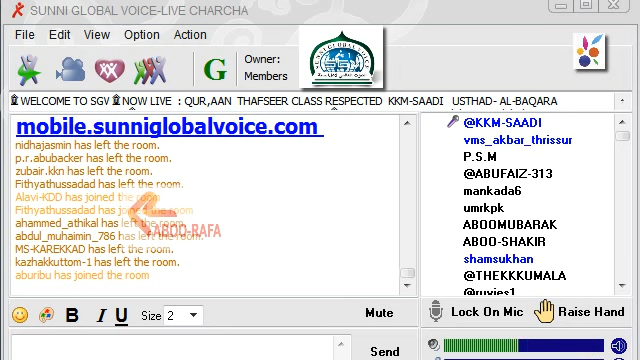 SUNNI GLOBAL VOICE-LIVE CHARCHA
File Edit View Option Action
G Owner:
Members
WELCOME TO SGV NOW LIVE : QUR,AAN THAFSEER CLASS RESPECTED KKM-SAADI USTHAD- AL-BAQARA
mobile.sunniglobalvoice.com
nidhajasmin has left the room.
p.r.abubacker has left the room.
zubair.kkn has left the room.
Fithyathussadad has left the room.
Alavi-KDD has joined the room
Fithyathussadad has joined the room
ahammed_athikal has left the room.
abdul_muhaimin_786 has left the room.
MS-KAREKKAD has left the room.
kazhakkuttom-1 has left the room.
aburibu has joined the room
ABOO-RAFA
@KKM-SAADI
vms_akbar_thrissur
P.S.M
@ABUFAIZ-313
mankada6
umrkpk
ABOOMUBARAK
ABOO-SHAKIR
shamsukhan
@THEKKKUMALA
@ruvies1
B I U Size 2 Mute
Lock On Mic Raise Hand
Send